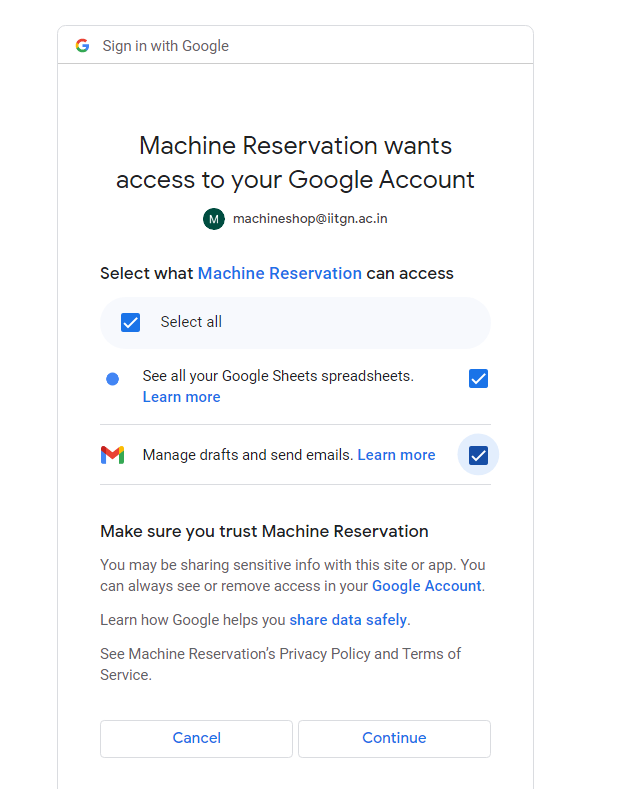 Sign in with Google
Machine Reservation wants
access to your Google Account
M machineshop@iitgn.ac.in
Select what Machine Reservation can access
Select all
See all your Google Sheets spreadsheets.
Learn more
Manage drafts and send emails. Learn more
Make sure you trust Machine Reservation
You may be sharing sensitive info with this site or app. You
can always see or remove access in your Google Account.
Learn how Google helps you share data safely.
See Machine Reservation’s Privacy Policy and Terms of
Service.
Cancel Continue